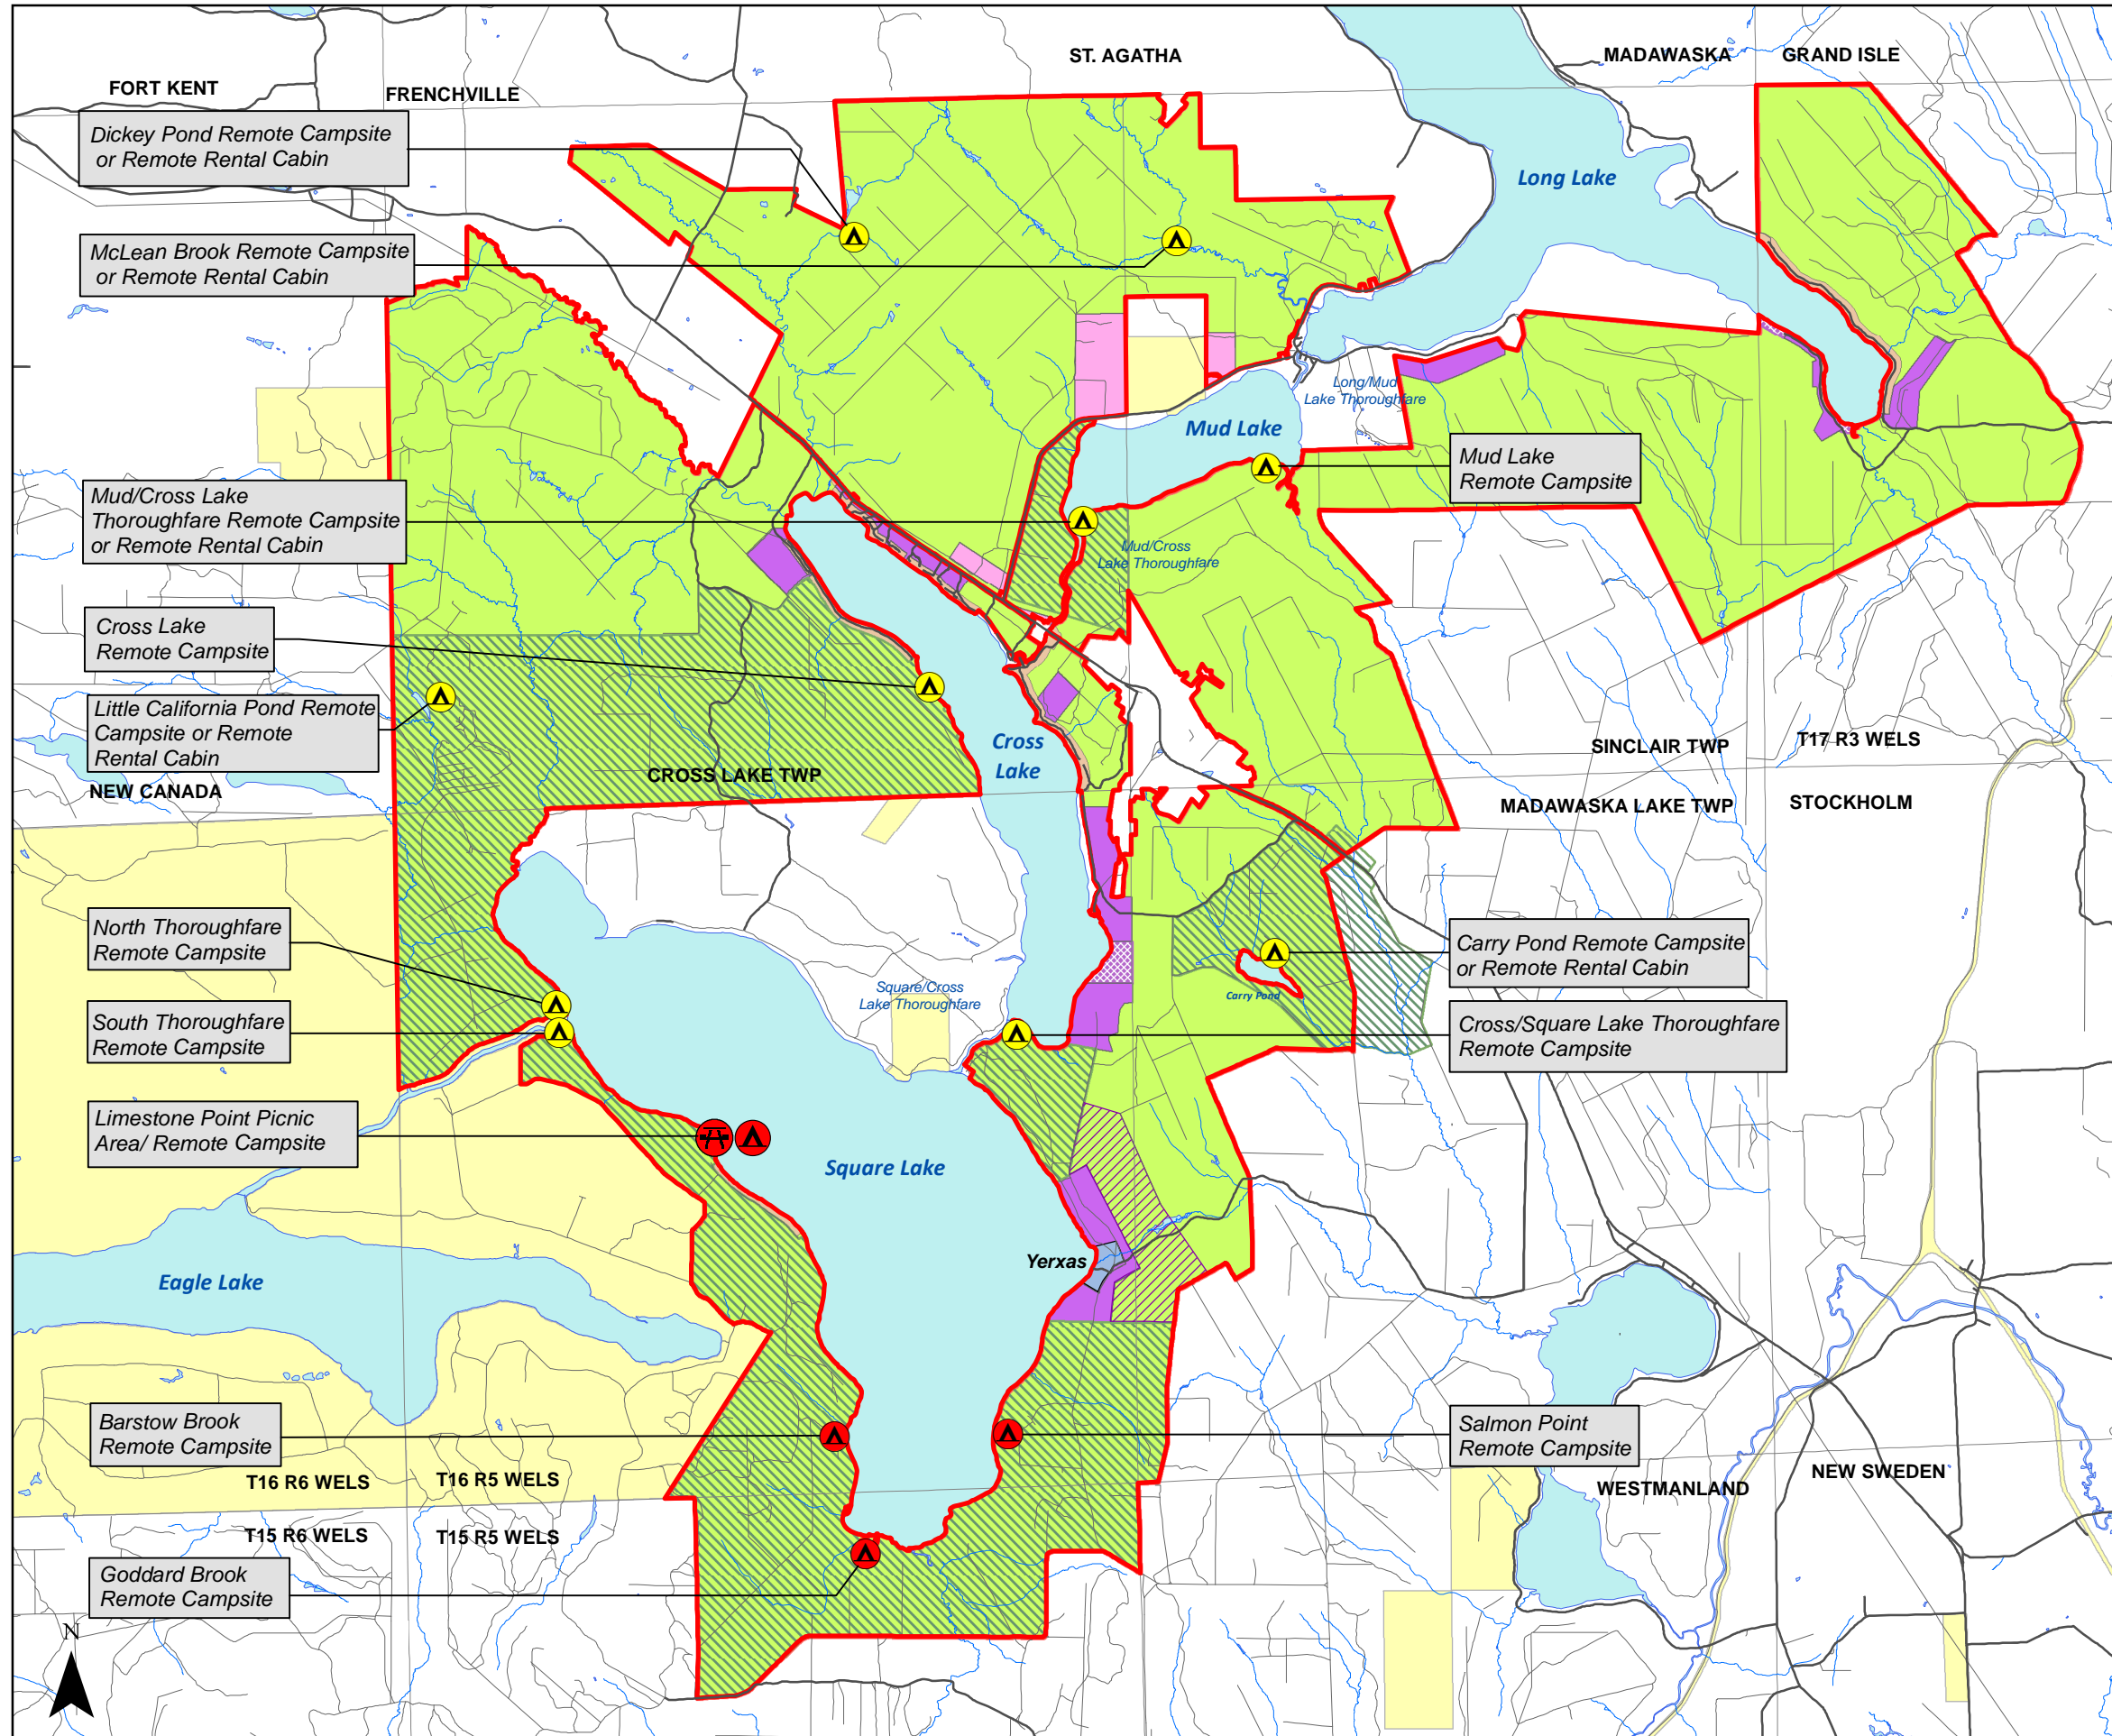 ST. AGATHA
MADAWASKA
GRAND ISLE
FORT KENT
FRENCHVILLE
Dickey Pond Remote Campsite
or Remote Rental Cabin
Long Lake
McLean Brook Remote Campsite
or Remote Rental Cabin
Long/Mud
Lake Thoroughfare
Mud Lake
Mud Lake
Remote Campsite
Mud/Cross Lake
Thoroughfare Remote Campsite
or Remote Rental Cabin
Mud/Cross
Lake Thoroughfare
Cross Lake
Remote Campsite
Little California Pond Remote
Campsite or Remote
Rental Cabin
Cross
Lake
SINCLAIR TWP
T17 R3 WELS
CROSS LAKE TWP
NEW CANADA
MADAWASKA LAKE TWP
STOCKHOLM
North Thoroughfare
Remote Campsite
Carry Pond Remote Campsite
or Remote Rental Cabin
Square/Cross
Lake Thoroughfare
Carry Pond
South Thoroughfare
Remote Campsite
Cross/Square Lake Thoroughfare
Remote Campsite
Limestone Point Picnic
Area/ Remote Campsite
Square Lake
Yerxas
Eagle Lake
Barstow Brook
Remote Campsite
Salmon Point
Remote Campsite
T16 R6 WELS
T16 R5 WELS
NEW SWEDEN
WESTMANLAND
T15 R6 WELS
T15 R5 WELS
Goddard Brook
Remote Campsite
N